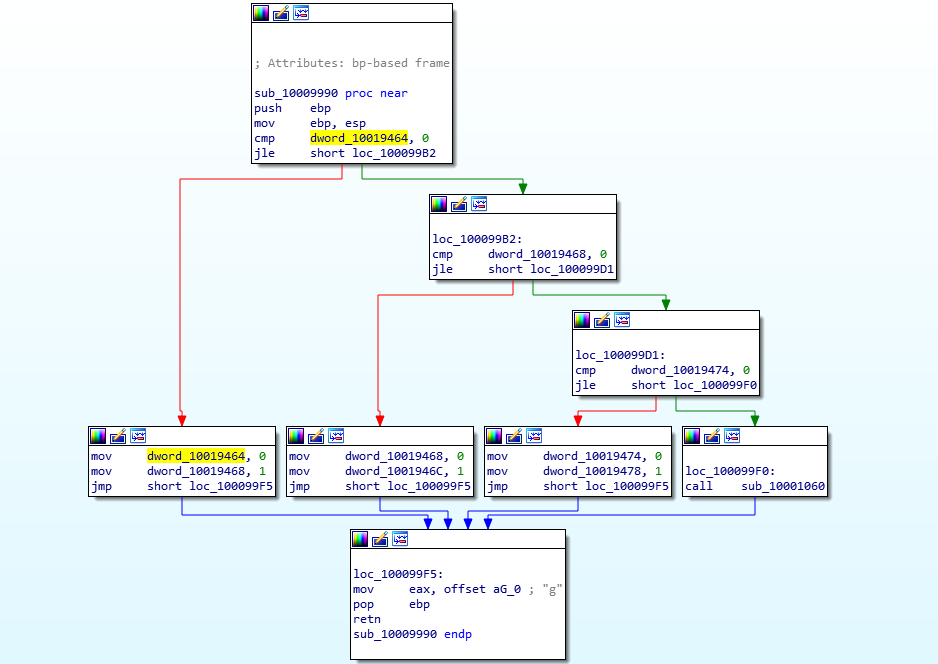 ; Attributes: bp-based frame
sub_10009990 proc near
push    ebp
mov     ebp, esp
cmp     dword_10019464, 0
jle     short loc_100099B2
loc_100099B2:
cmp     dword_10019468, 0
jle     short loc_100099D1
loc_100099D1:
cmp     dword_10019474, 0
jle     short loc_100099F0
mov     dword_10019464, 0
mov     dword_10019468, 1
jmp     short loc_100099F5
mov     dword_10019468, 0
mov     dword_1001946C, 1
jmp     short loc_100099F5
mov     dword_10019474, 0
mov     dword_10019478, 1
jmp     short loc_100099F5
loc_100099F0:
call    sub_10001060
loc_100099F5:
mov     eax, offset aG_0 ; "g"
pop     ebp
retn
sub_10009990 endp